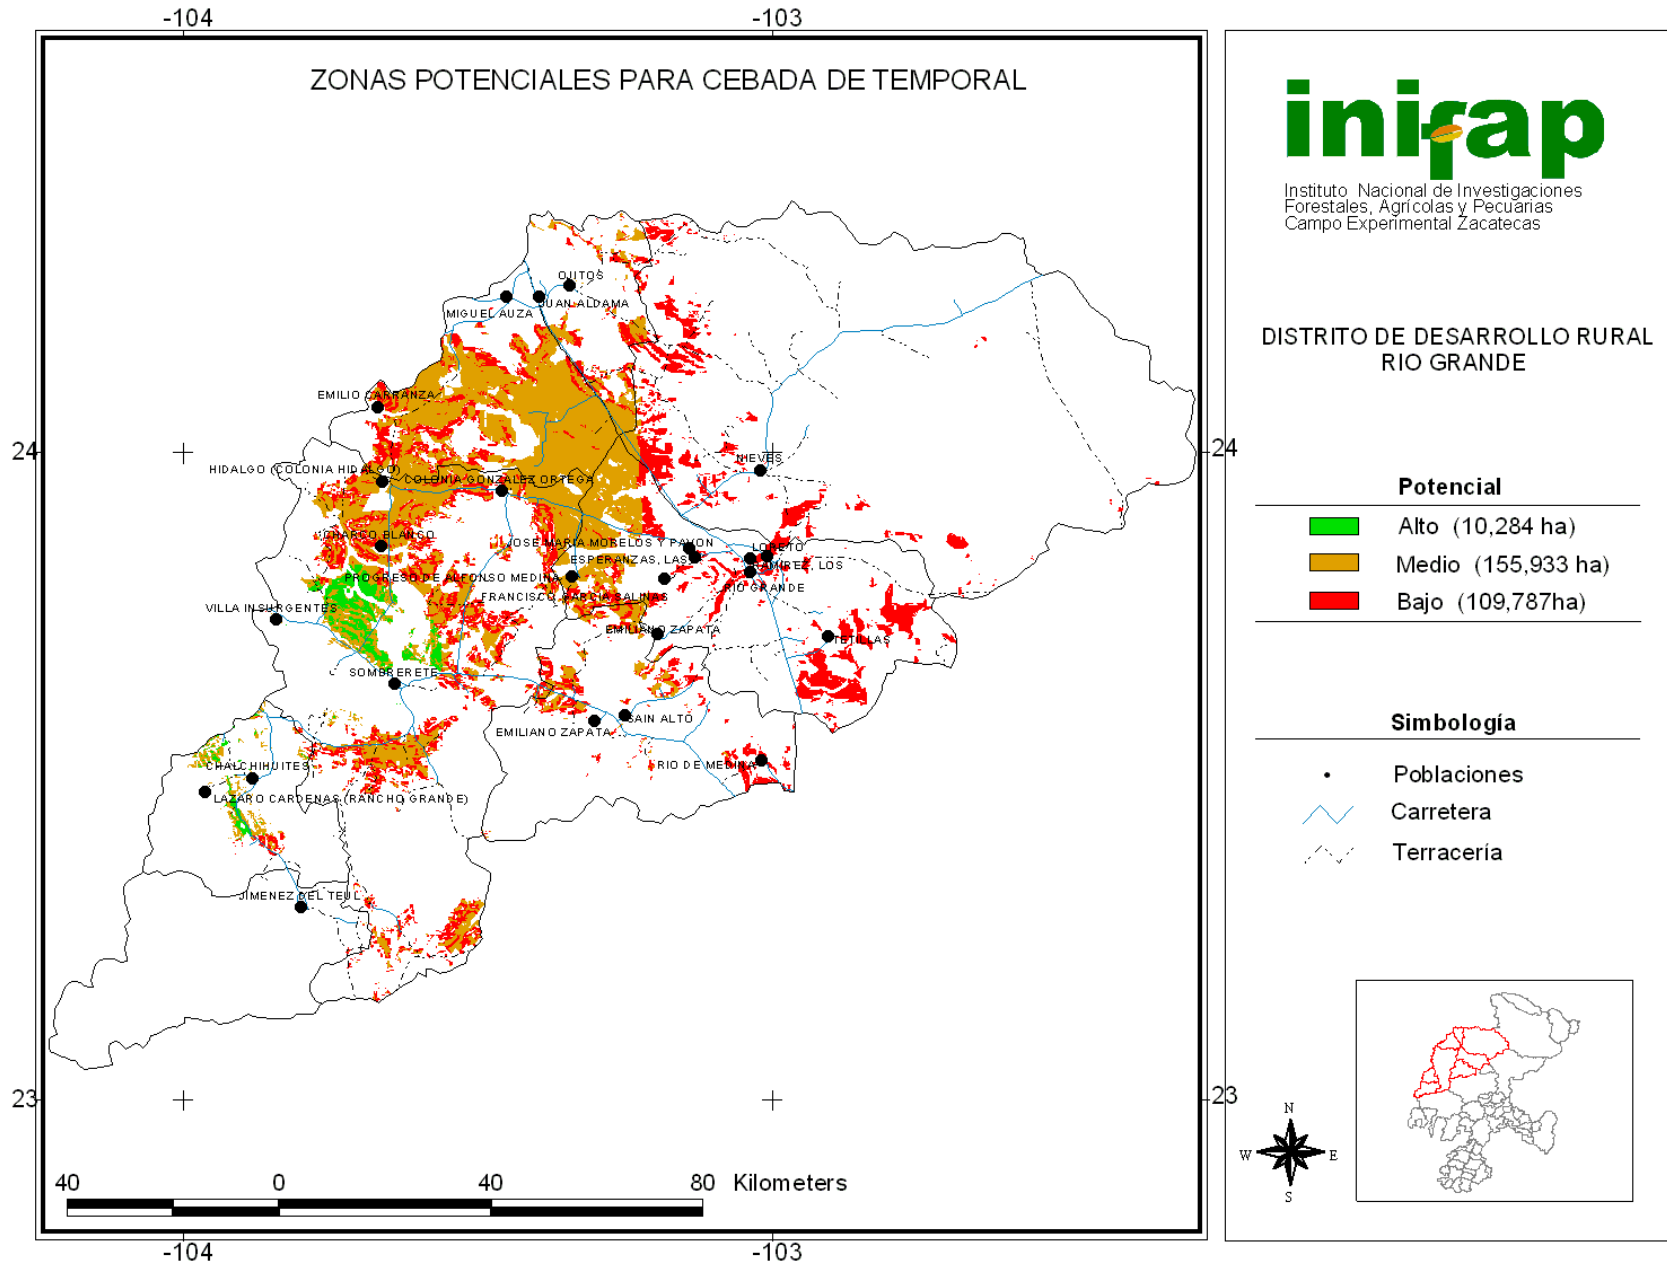 -104
-103
ZONAS POTENCIALES PARA CEBADA DE TEMPORAL
inifap
Instituto Nacional de Investigaciones
Forestales, Agrícolas y Pecuarias
Campo Experimental Zacatecas
DISTRITO DE DESARROLLO RURAL
RIO GRANDE
OJITOS
JUAN ALDAMA
MIGUEL AUZA
EMILIO CARRANZA
24
24
NIEVES
HIDALGO (COLONIA HIDALGO)
COLONIA GONZALEZ ORTEGA
Potencial
Alto (10,284 ha)
Medio (155,933 ha)
Bajo (109,787ha)
CHARCO BLANCO
JOSE MARIA MORELOS Y PAVON
LORETO
ESPERANZAS, LAS
RAMIREZ, LOS
PROGRESO DE ALFONSO MEDINA
RIO GRANDE
FRANCISCO GARCIA SALINAS
VILLA INSURGENTES
EMILIANO ZAPATA
TETILLAS
SOMBRERETE
SAIN ALTO
EMILIANO ZAPATA
RIO DE MEDINA
CHALCHIHUITES
LAZARO CARDENAS (RANCHO GRANDE)
JIMENEZ DEL TEUL
Simbología
Poblaciones
Carretera
Terracería
23
23
N
W
E
S
40
0
40
80
Kilometers
-104
-103